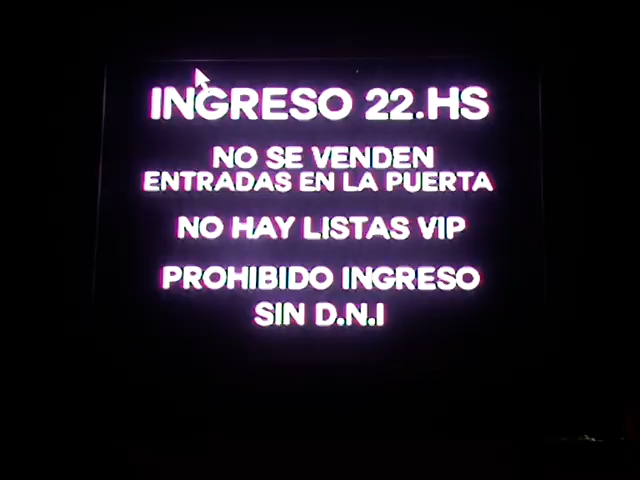 INGRESO 22.HS
NO SE VENDEN
ENTRADAS EN LA PUERTA
NO HAY LISTAS VIP
PROHIBIDO INGRESO
SIN D.N.I